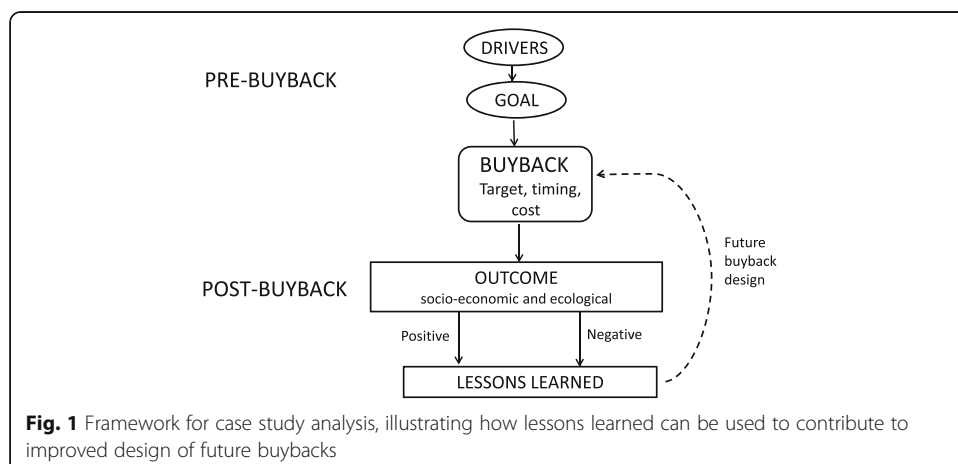 DRIVERS
PRE-BUYBACK
GOAL
BUYBACK
Target, timing,
cost
Future
buyback
design
POST-BUYBACK
OUTCOME
socio-economic and ecological
Positive
Negative
LESSONS LEARNED
Fig. 1 Framework for case study analysis, illustrating how lessons learned can be used to contribute to
improved design of future buybacks